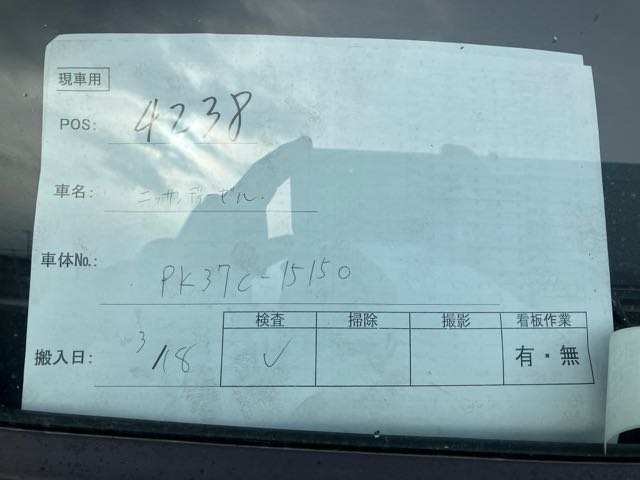 現車用
POS: 4238
車名: ニッサンディーゼル.
車体No.: PK37C-15150
搬入日: 3/18
検査 掃除 撮影 看板作業
✓ 有・無